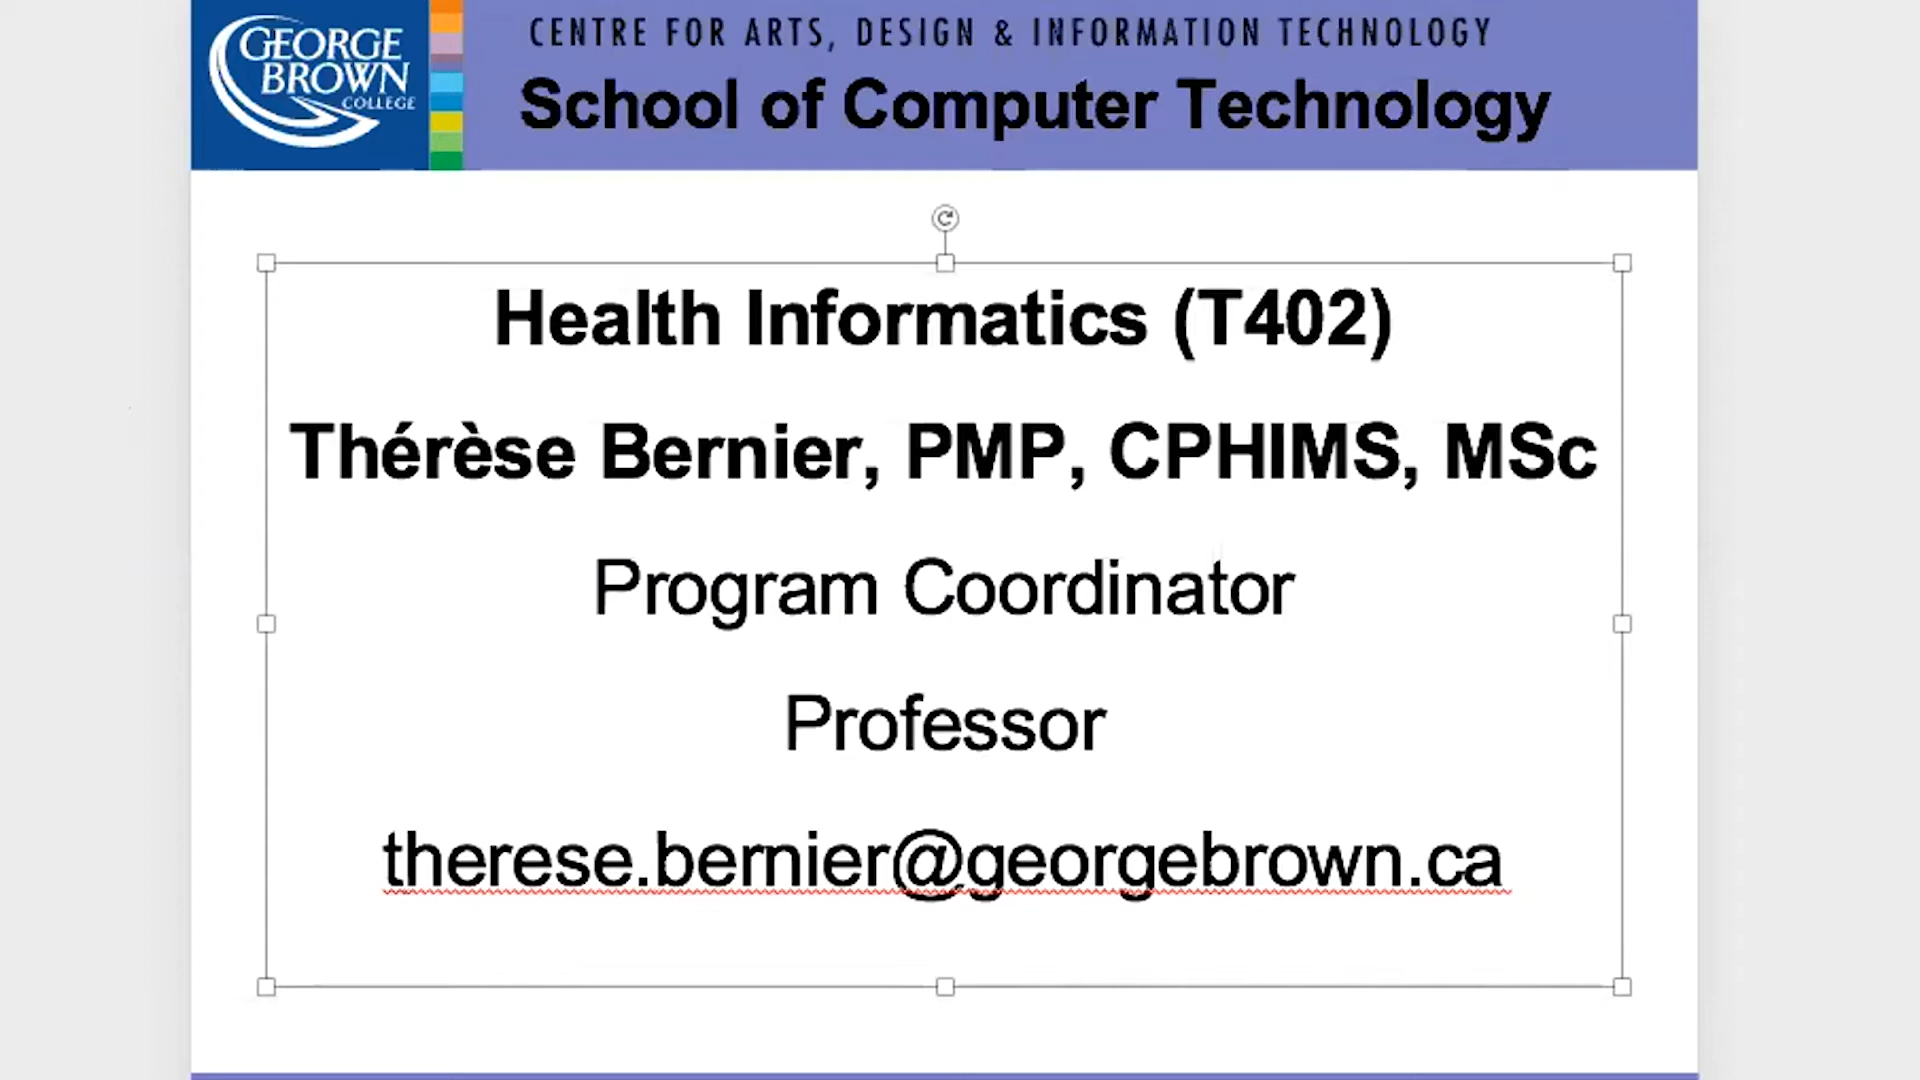 GEORGE
BROWN
COLLEGE
CENTRE FOR ARTS, DESIGN & INFORMATION TECHNOLOGY
School of Computer Technology
Health Informatics (T402)
Thérèse Bernier, PMP, CPHIMS, MSc
Program Coordinator
Professor
therese.bernier@georgebrown.ca